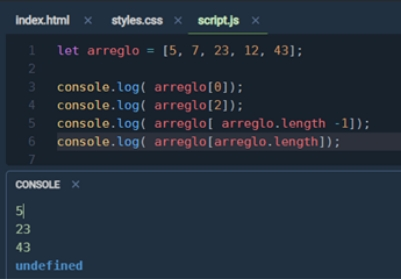 index.html × styles.css × script.js ×
1 let arreglo = [5, 7, 23, 12, 43];
2
3 console.log( arreglo[0]);
4 console.log( arreglo[2]);
5 console.log( arreglo[ arreglo.length -1]);
6 console.log( arreglo[arreglo.length]);
7
CONSOLE ×
5
23
43
undefined